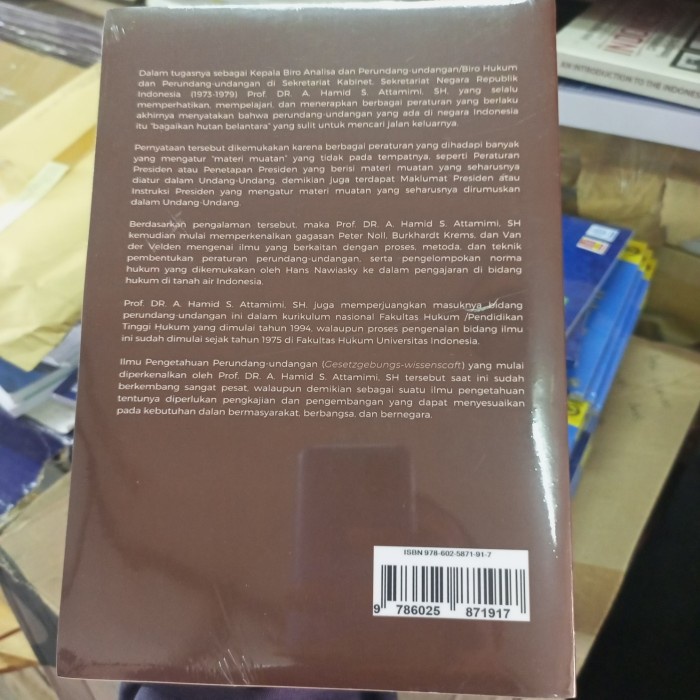 Dalam tugasnya sebagai Kepala Biro Analisa dan Perundang-undangan/Biro Hukum
dan Perundang-undangan di Sekretariat Kabinet, Sekretariat Negara Republik
Indonesia (1973-1979) Prof. DR. A. Hamid S. Attamimi, SH, yang selalu
memperhatikan, mempelajari, dan menerapkan berbagai peraturan yang berlaku
akhirnya menyatakan bahwa perundang-undangan yang ada di negara Indonesia
itu "bagaikan hutan belantara" yang sulit untuk mencari jalan keluarnya.
Pernyataan tersebut dikemukakan karena berbagai peraturan yang dihadapi banyak
yang mengatur "materi muatan" yang tidak pada tempatnya, seperti Peraturan
Presiden atau Penetapan Presiden yang berisi materi muatan yang seharusnya
diatur dalam Undang-Undang, demikian juga terdapat Maklumat Presiden atau
Instruksi Presiden yang mengatur materi muatan yang seharusnya dirumuskan
dalam Undang-Undang.
Berdasarkan pengalaman tersebut, maka Prof. DR. A. Hamid S. Attamimi, SH
kemudian mulai memperkenalkan gagasan Peter Noll, Burkhardt Krems, dan Van
der Velden mengenai ilmu yang berkaitan dengan proses, metoda, dan teknik
pembentukan peraturan perundang-undangan, serta pengelompokan norma
hukum yang dikemukakan oleh Hans Nawiasky ke dalam pengajaran di bidang
hukum di tanah air Indonesia.
Prof. DR. A. Hamid S. Attamimi, SH. juga memperjuangkan masuknya bidang
perundang-undangan ini dalam kurikulum nasional Fakultas Hukum /Pendidikan
Tinggi Hukum yang dimulai tahun 1994, walaupun proses pengenalan bidang ilmu
ini sudah dimulai sejak tahun 1975 di Fakultas Hukum Universitas Indonesia.
Ilmu Pengetahuan Perundang-undangan (Gesetzgebungs-wissenscaft) yang mulai
diperkenalkan oleh Prof. DR. A. Hamid S. Attamimi, SH tersebut saat ini sudah
berkembang sangat pesat, walaupun demikian sebagai suatu ilmu pengetahuan
tentunya diperlukan pengkajian dan pengembangan yang dapat menyesuaikan
pada kebutuhan dalan bermasyarakat, berbangsa, dan bernegara.
ISBN 978-602-5871-91-7
9 786025 871917
INTRODUCTION TO THE INDONES